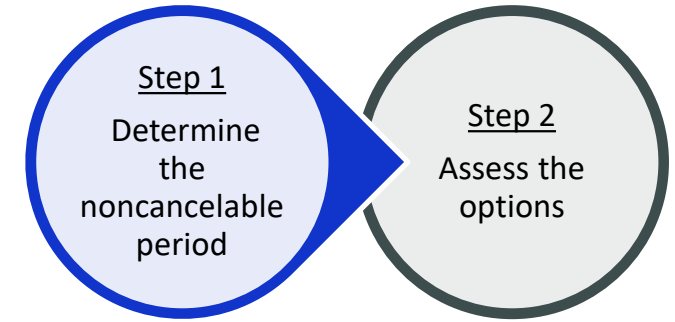 Step 1
Determine
the
noncancelable
period
Step 2
Assess the
options